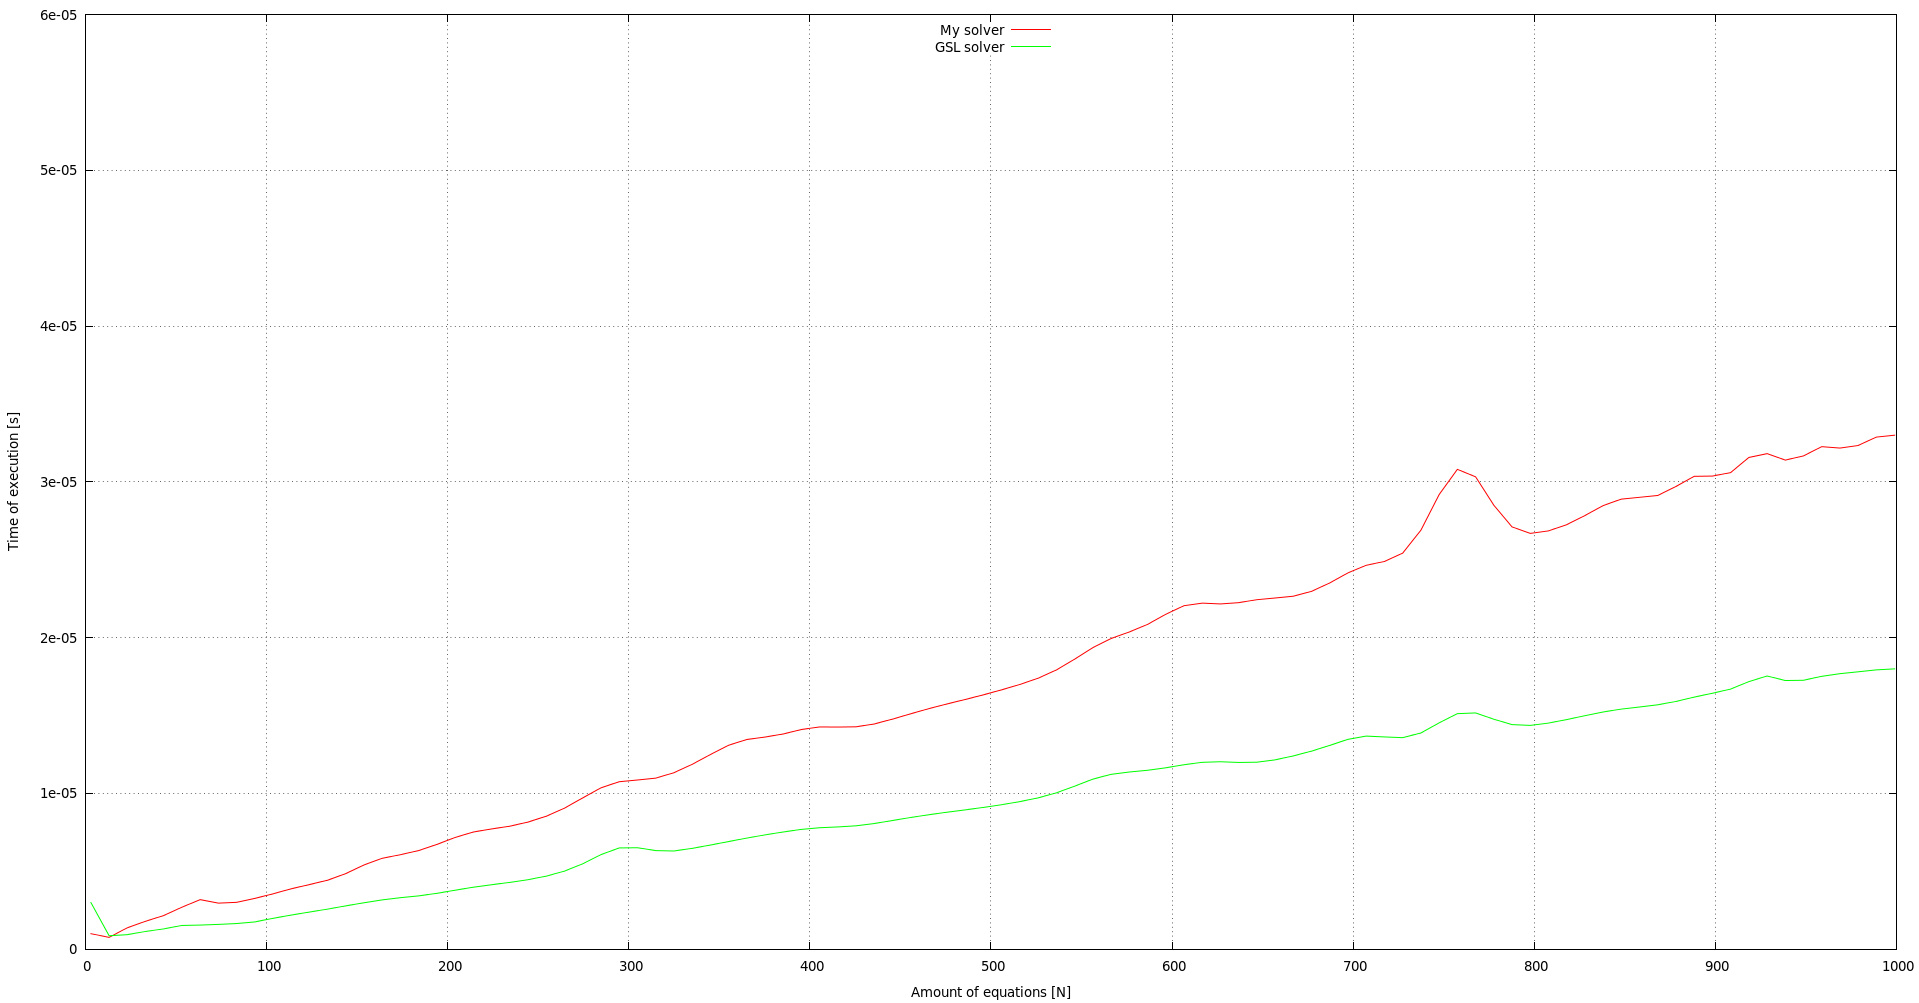 My solver
GSL solver
6e-05
5e-05
4e-05
3e-05
2e-05
1e-05
0
Time of execution [s]
0 100 200 300 400 500 600 700 800 900 1000
Amount of equations [N]